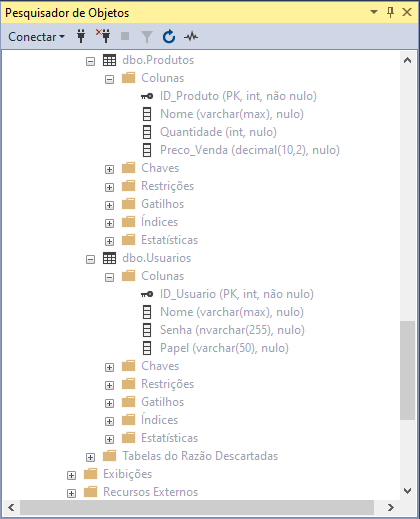 Pesquisador de Objetos
Conectar
dbo.Produtos
Colunas
ID_Produto (PK, int, não nulo)
Nome (varchar(max), nulo)
Quantidade (int, nulo)
Preco_Venda (decimal(10,2), nulo)
Chaves
Restrições
Gatilhos
Índices
Estatísticas
dbo.Usuarios
Colunas
ID_Usuario (PK, int, não nulo)
Nome (varchar(max), nulo)
Senha (nvarchar(255), nulo)
Papel (varchar(50), nulo)
Chaves
Restrições
Gatilhos
Índices
Estatísticas
Tabelas do Razão Descartadas
Exibições
Recursos Externos